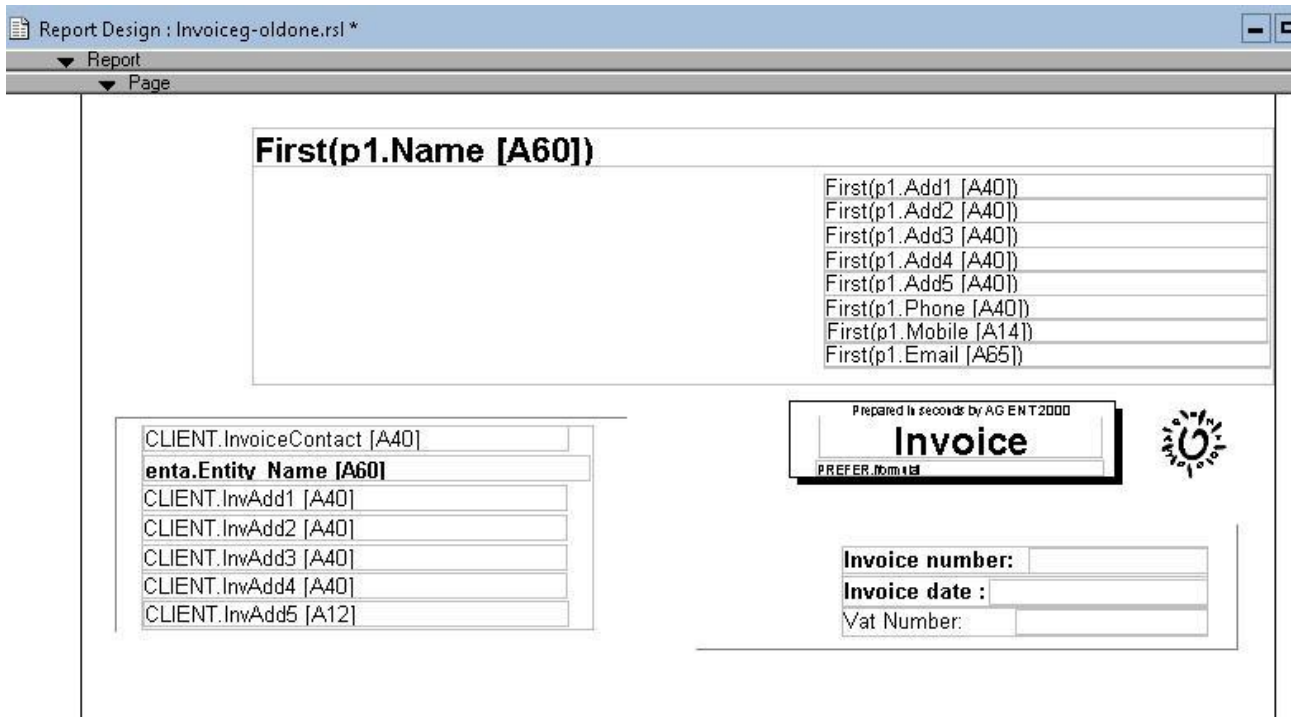 Report Design : Invoiceg-oldone.rsl *
Report
Page
First(p1.Name [A60])
First(p1.Add1 [A40])
First(p1.Add2 [A40])
First(p1.Add3 [A40])
First(p1.Add4 [A40])
First(p1.Add5 [A40])
First(p1.Phone [A40])
First(p1.Mobile [A14])
First(p1.Email [A65])
Prepared in seconds by AGENT2000
Invoice
CLIENT.InvoiceContact [A40]
enta.Entity_Name [A60]
CLIENT.InvAdd1 [A40]
CLIENT.InvAdd2 [A40]
CLIENT.InvAdd3 [A40]
CLIENT.InvAdd4 [A40]
CLIENT.InvAdd5 [A12]
Invoice number:
Invoice date :
Vat Number: